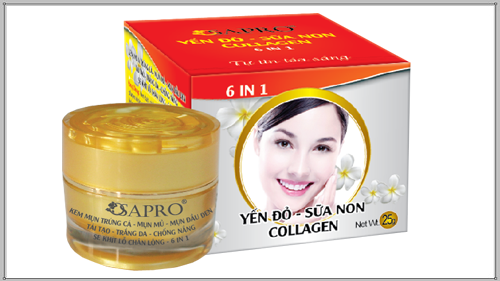 SAPRO®
YẾN ĐỎ - SỮA NON
COLLAGEN
6 IN 1
Tự tin tỏa sáng
6 IN 1
YẾN ĐỎ - SỮA NON
COLLAGEN
Net Wt. 25g
SAPRO®
KEM MỤN TRỨNG CÁ - MỤN MỦ - MỤN ĐẦU ĐEN
TÁI TẠO - TRẮNG DA - CHỐNG NẮNG
SE KHÍT LỖ CHÂN LÔNG - 6 IN 1